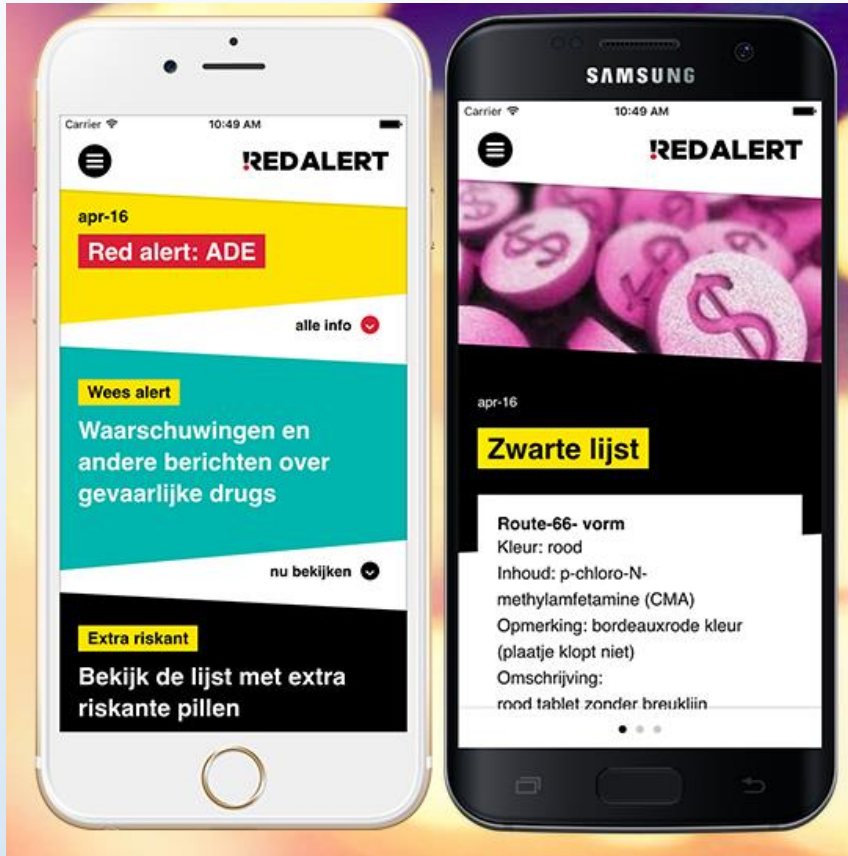 Carrier
10:49 AM
!REDALERT
apr-16
Red alert: ADE
alle info
Wees alert
Waarschuwingen en
andere berichten over
gevaarlijke drugs
nu bekijken
Extra riskant
Bekijk de lijst met extra
riskante pillen
SAMSUNG
Carrier
10:49 AM
!REDALERT
$ $ $ $
apr-16
Zwarte lijst
Route-66- vorm
Kleur: rood
Inhoud: p-chloro-N-
methylamfetamine (CMA)
Opmerking: bordeauxrode kleur
(plaatje klopt niet)
Omschrijving:
rood tablet zonder breuklijn